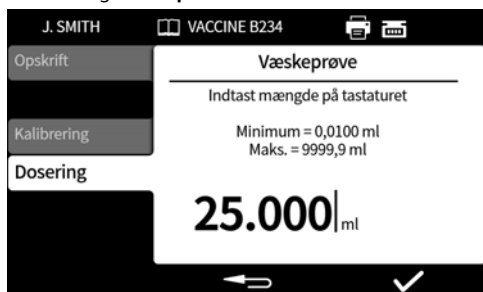 J. SMITH
VACCINE B234
Opskrift
Væskeprøve
Indtast mængde på tastaturet
Kalibrering
Minimum = 0,0100 ml
Maks. = 9999,9 ml
Dosering
25.000 ml